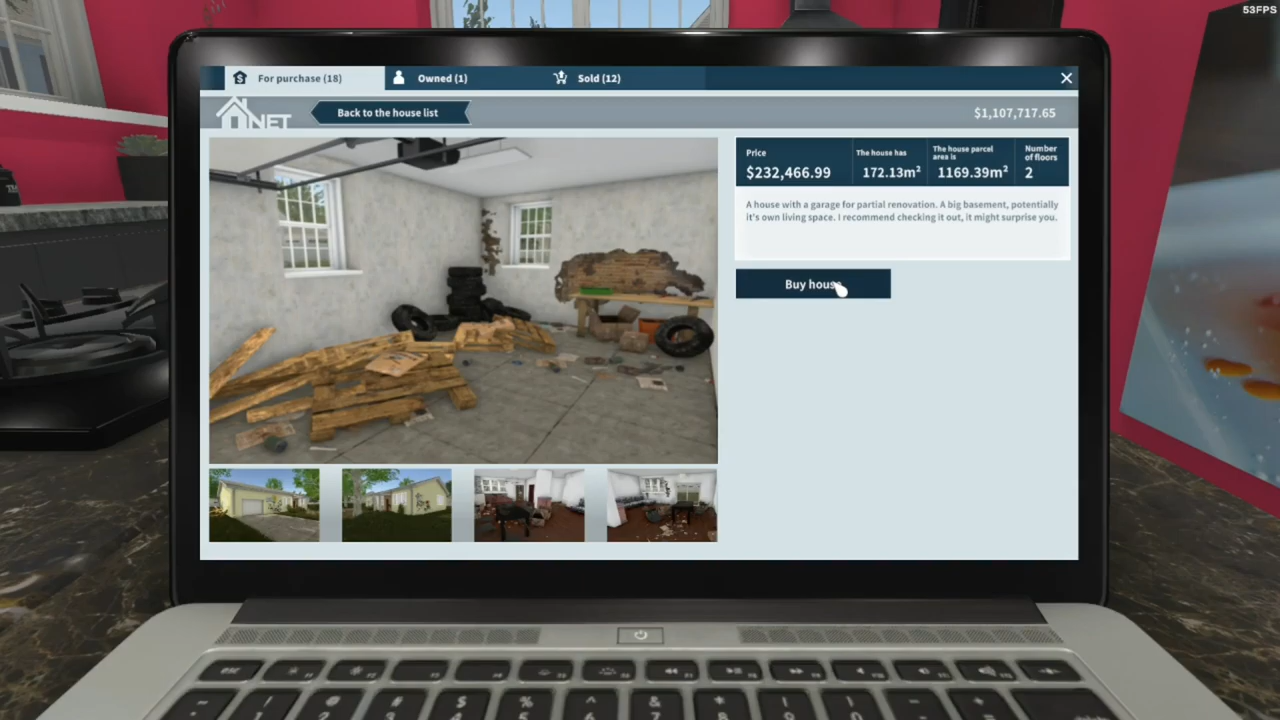 53FPS
For purchase (18)
Owned (1)
Sold (12)
NET
Back to the house list
$1,107,717.65
Price
$232,466.99
The house has
172.13m²
The house parcel
area is
1169.39m²
Number
of floors
2
A house with a garage for partial renovation. A big basement, potentially
it's own living space. I recommend checking it out, it might surprise you.
Buy house
esc